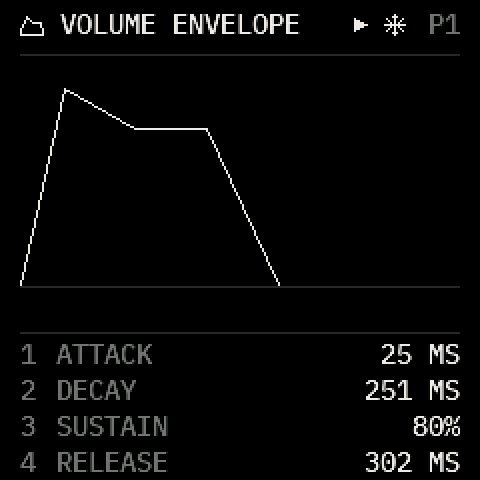 VOLUME ENVELOPE P1
1 ATTACK 25 MS
2 DECAY 251 MS
3 SUSTAIN 80%
4 RELEASE 302 MS